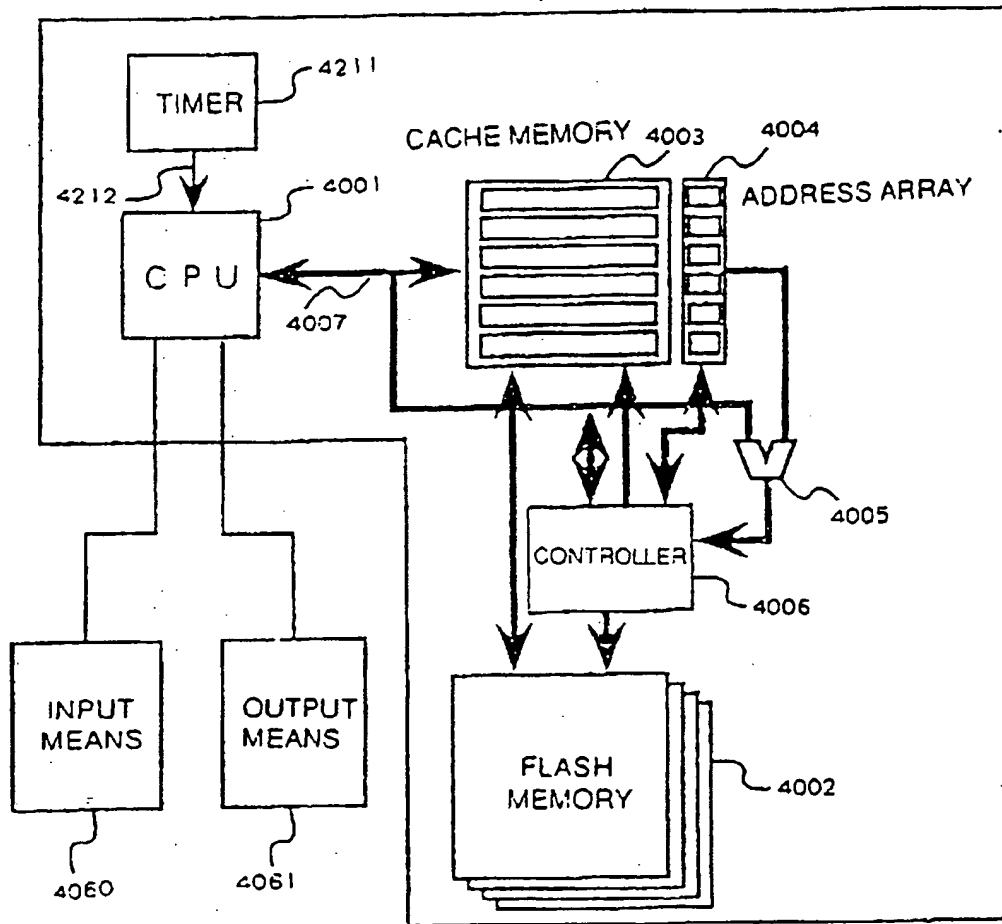 4211
TIMER
4212
4001
CPU
4007
CACHE MEMORY
4003
4004
ADDRESS ARRAY
4005
CONTROLLER
4006
INPUT
MEANS
OUTPUT
MEANS
FLASH
MEMORY
4002
4060
4061